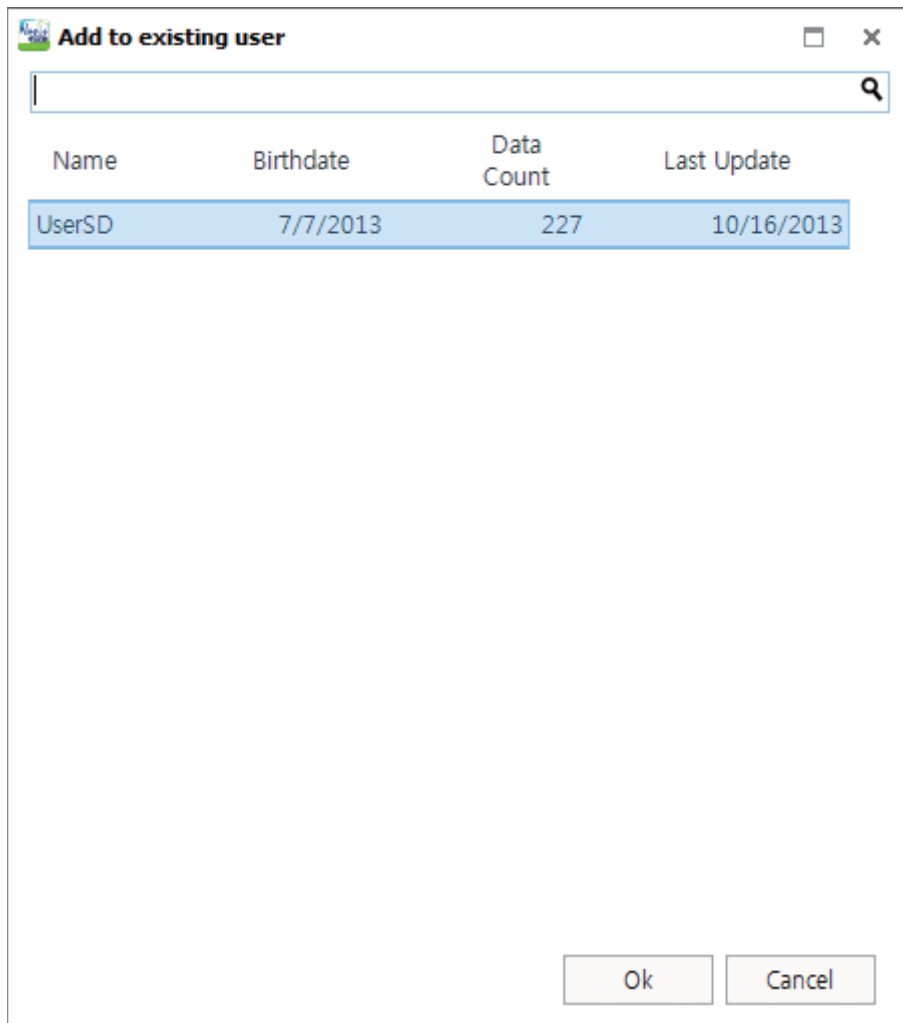 Add to existing user
Name Birthdate Data Count Last Update
UserSD 7/7/2013 227 10/16/2013
Ok Cancel